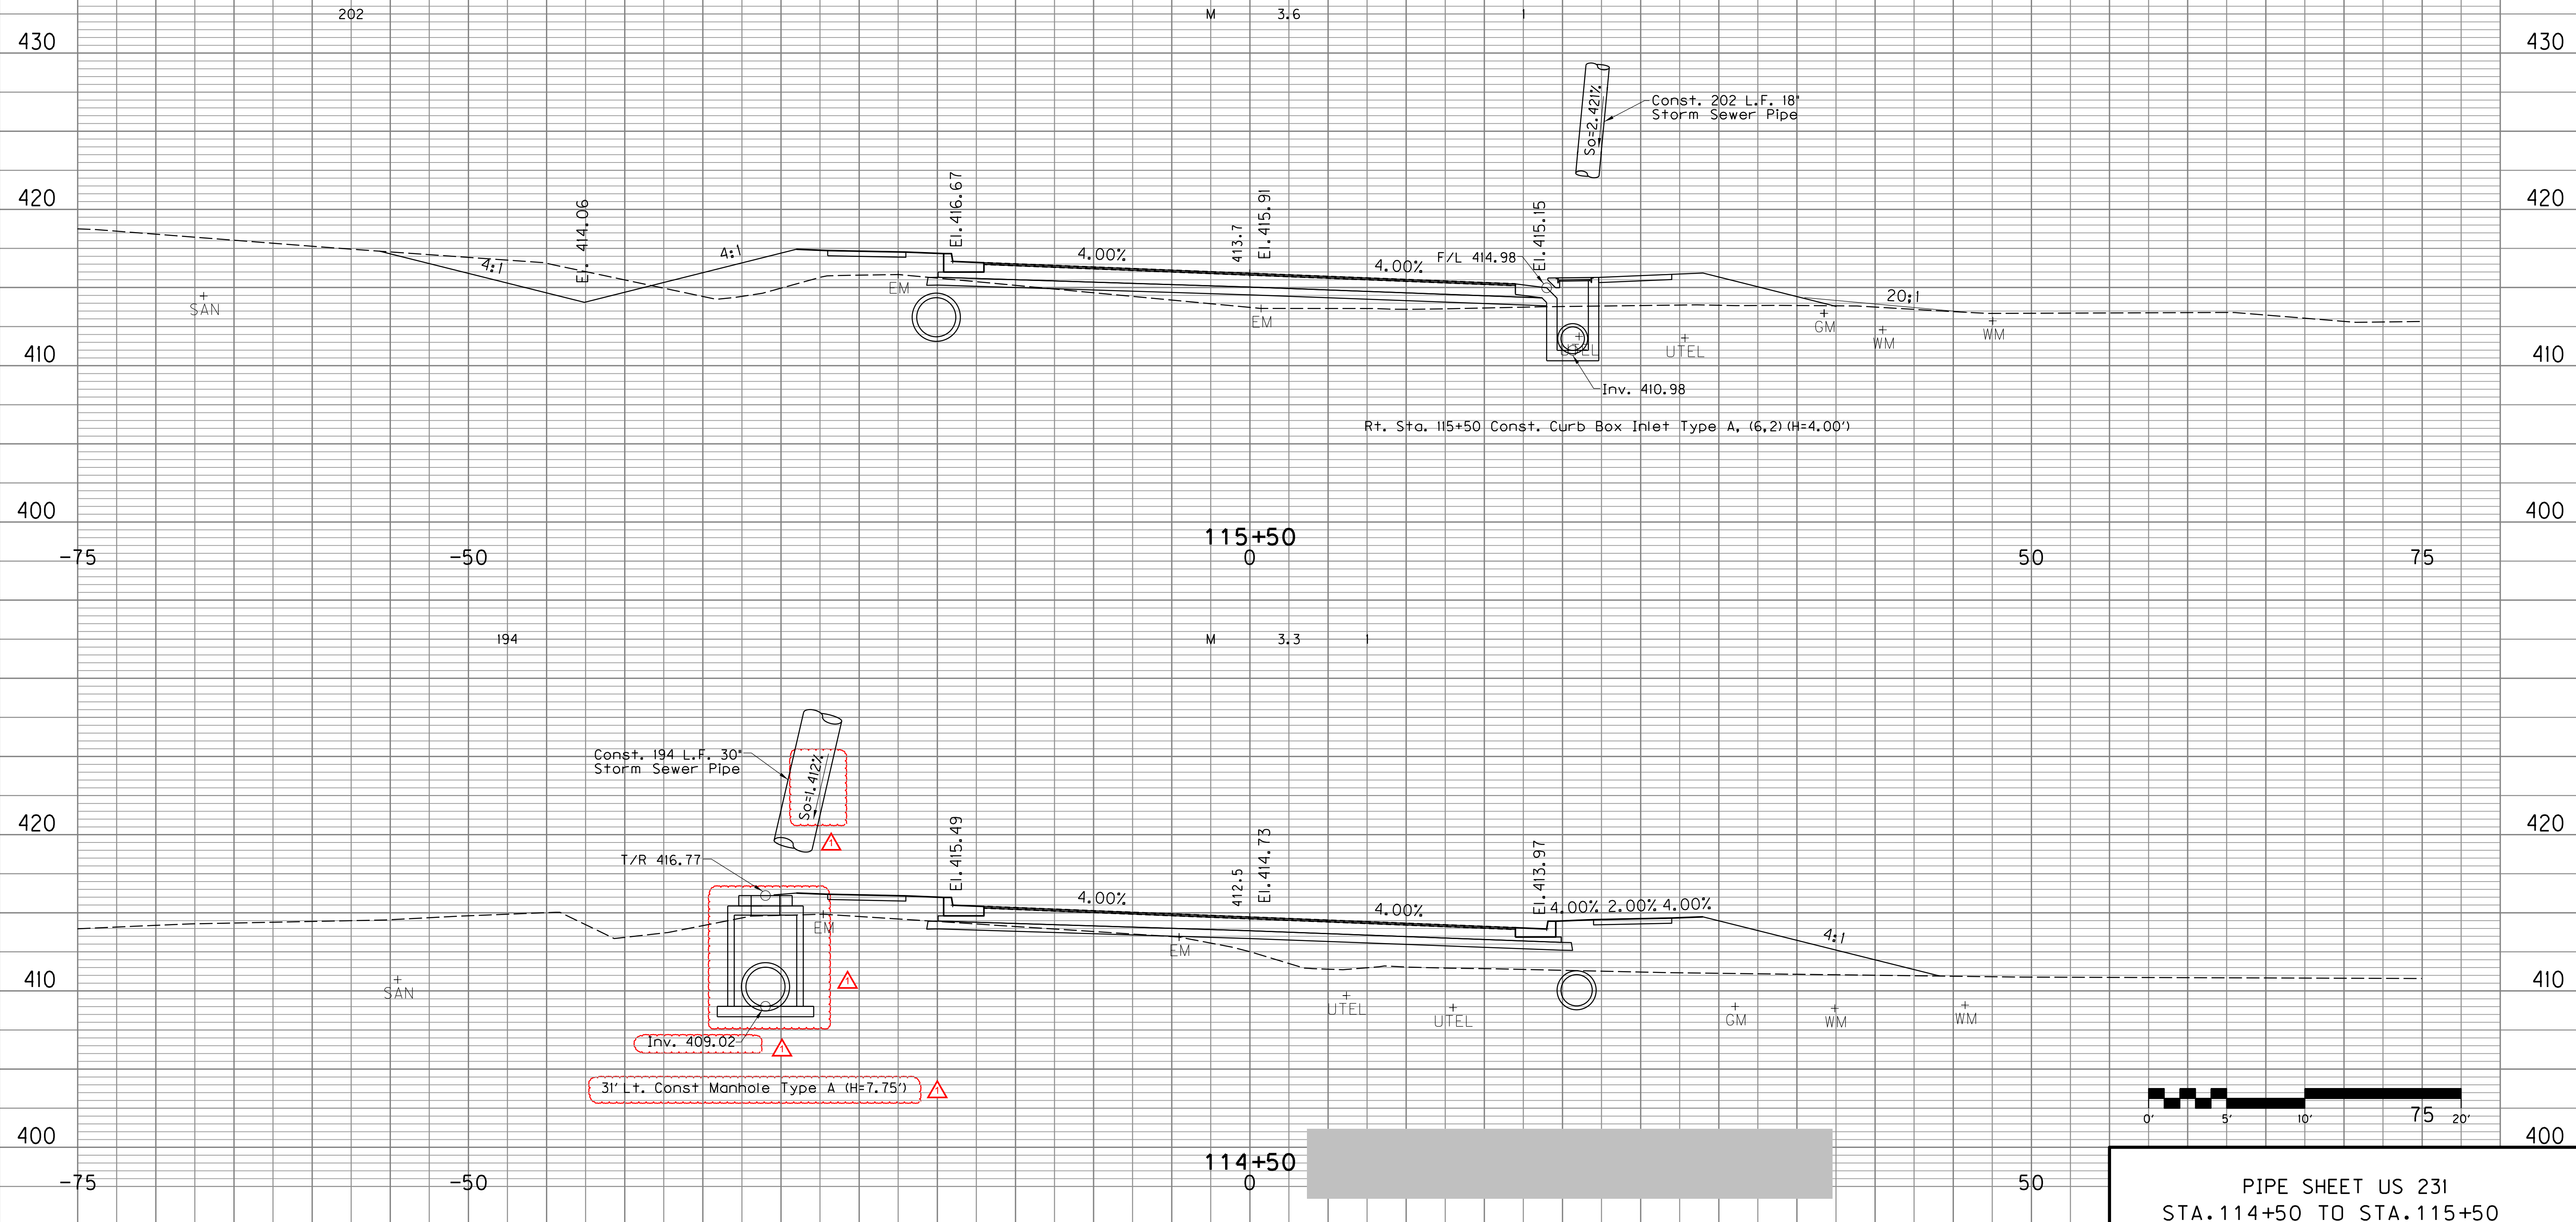 202 M 3.6 1
430 430
So=2.421%
Const. 202 L.F. 18"
Storm Sewer Pipe
420 420
El. 414.06
El.416.67
413.7
El.415.91
El.415.15
4:1
4:1
4.00%
4.00%
F/L 414.98
20:1
SAN
EM
EM
UTEL
UTEL
GM
WM
WM
410 410
Inv. 410.98
Rt. Sta. 115+50 Const. Curb Box Inlet Type A, (6,2) (H=4.00')
400 400
115+50
-75 -50 0 50 75
194 M 3.3 1
Const. 194 L.F. 30"
Storm Sewer Pipe
So=1.412%
1
420 420
T/R 416.77
El.415.49
412.5
El.414.73
El.413.97
4.00%
4.00%
4.00% 2.00% 4.00%
4:1
EM
EM
SAN
1
410 410
UTEL
UTEL
GM
WM
WM
Inv. 409.02
1
31' Lt. Const Manhole Type A (H=7.75')
1
0' 5' 10' 75 20'
400 400
114+50
-75 -50 0 50
PIPE SHEET US 231
STA.114+50 TO STA.115+50